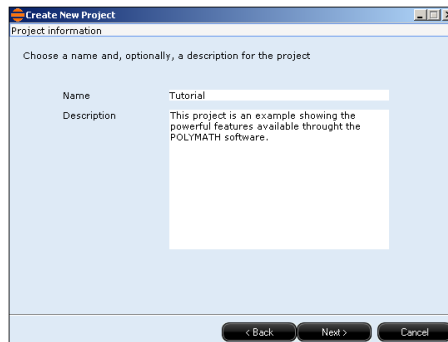 Create New Project
Project information
Choose a name and, optionally, a description for the project
Name
Tutorial
Description
This project is an example showing the
powerful features available throught the
POLYMATH software.
< Back
Next >
Cancel